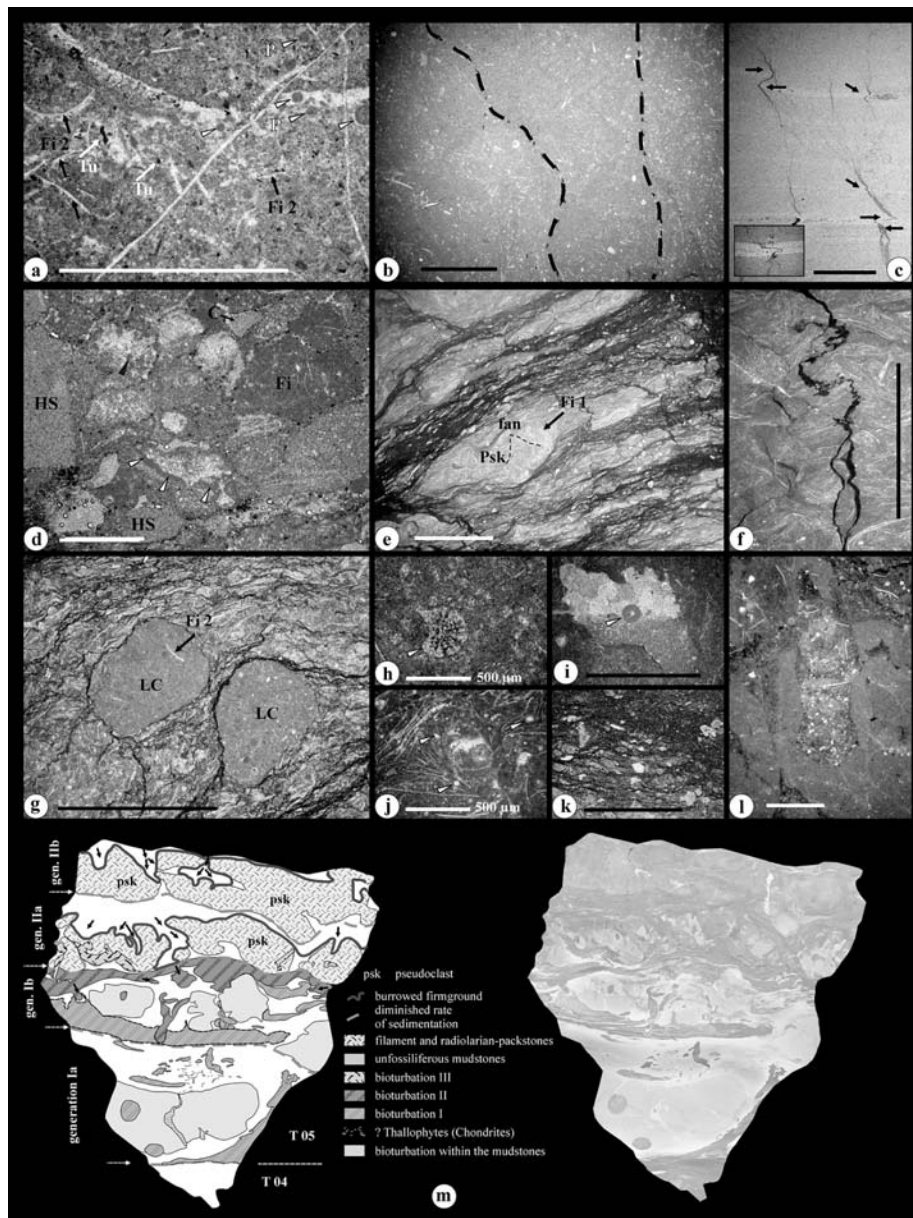 P
P
Fi 2
Tu
Tu
Fi 2
a
b
c
C
HS
Fi
HS
d
Fi 1
fan
Psk
e
f
Fi 2
LC
LC
g
h
500 µm
i
j
500 µm
k
l
gen. IIb
psk
psk
gen. IIa
psk
gen. Ib
generation Ia
psk pseudoclast
burrowed firmground
diminished rate
of sedimentation
filament and radiolarian-packstones
unfossiliferous mudstones
bioturbation III
bioturbation II
bioturbation I
? Thallophytes (Chondrites)
bioturbation within the mudstones
T 05
T 04
m